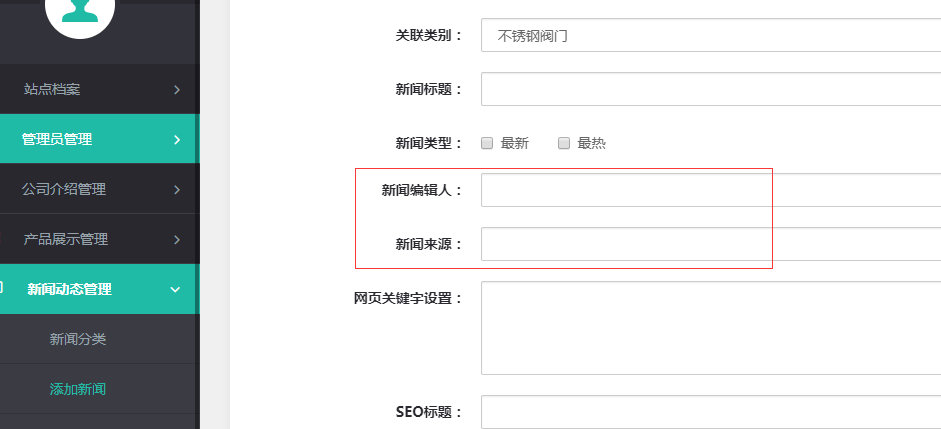 关联类别：
不锈钢阀门
站点档案
新闻标题：
管理员管理
新闻类型：
最新
最热
公司介绍管理
新闻编辑人：
产品展示管理
新闻来源：
新闻动态管理
网页关键宇设置：
新闻分类
添加新闻
SEO标题：